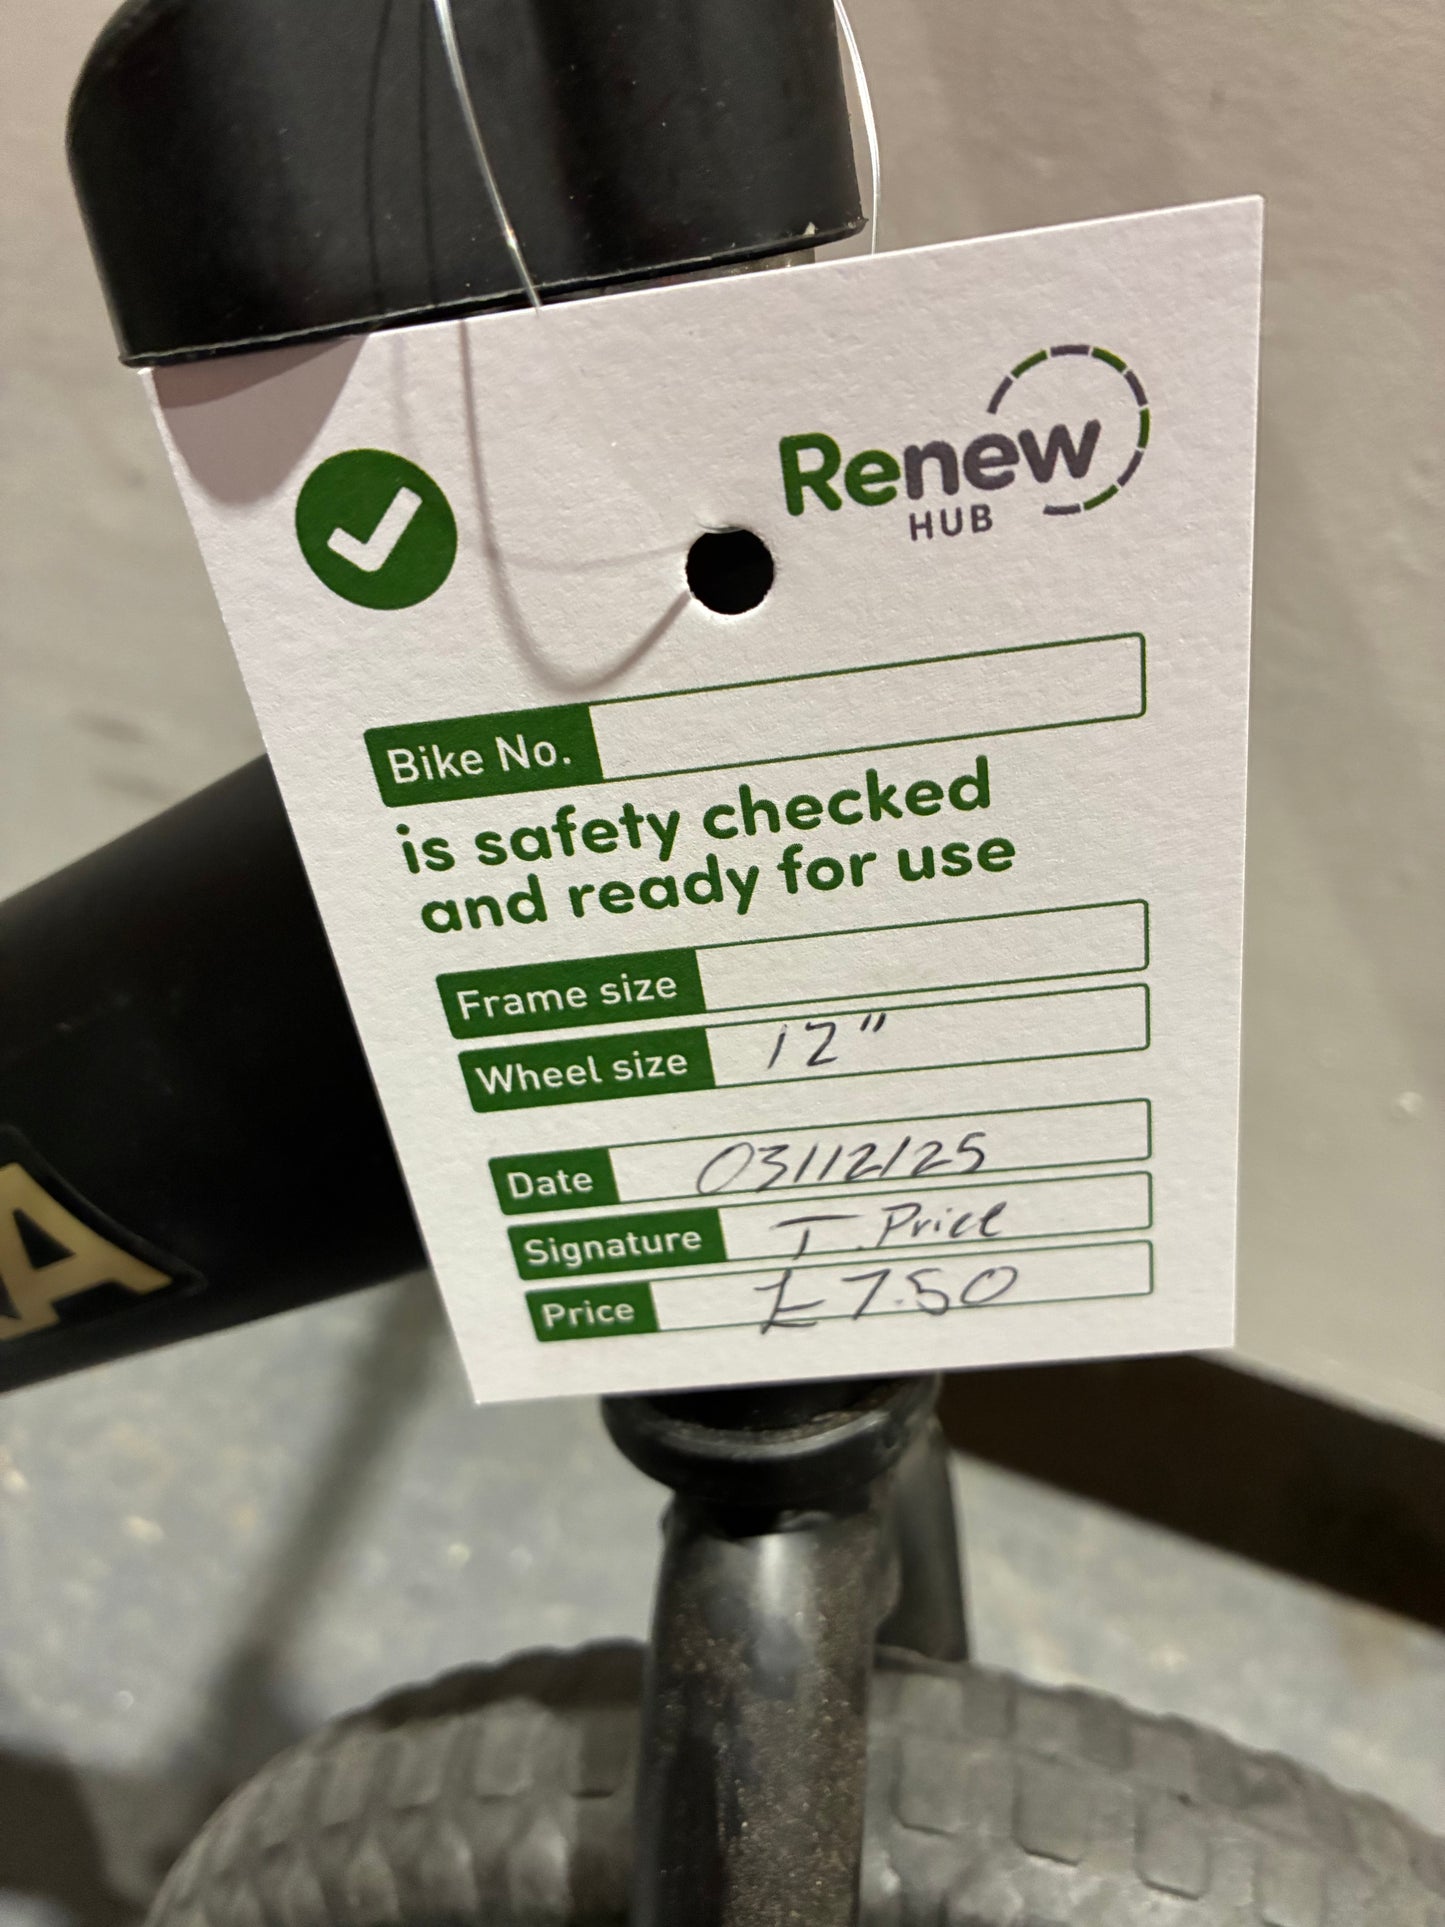 Renew
HUB
Bike No.
is safety checked
and ready for use
Frame size
Wheel size 12"
Date 03/12/25
Signature T. Price
Price £7.50
A